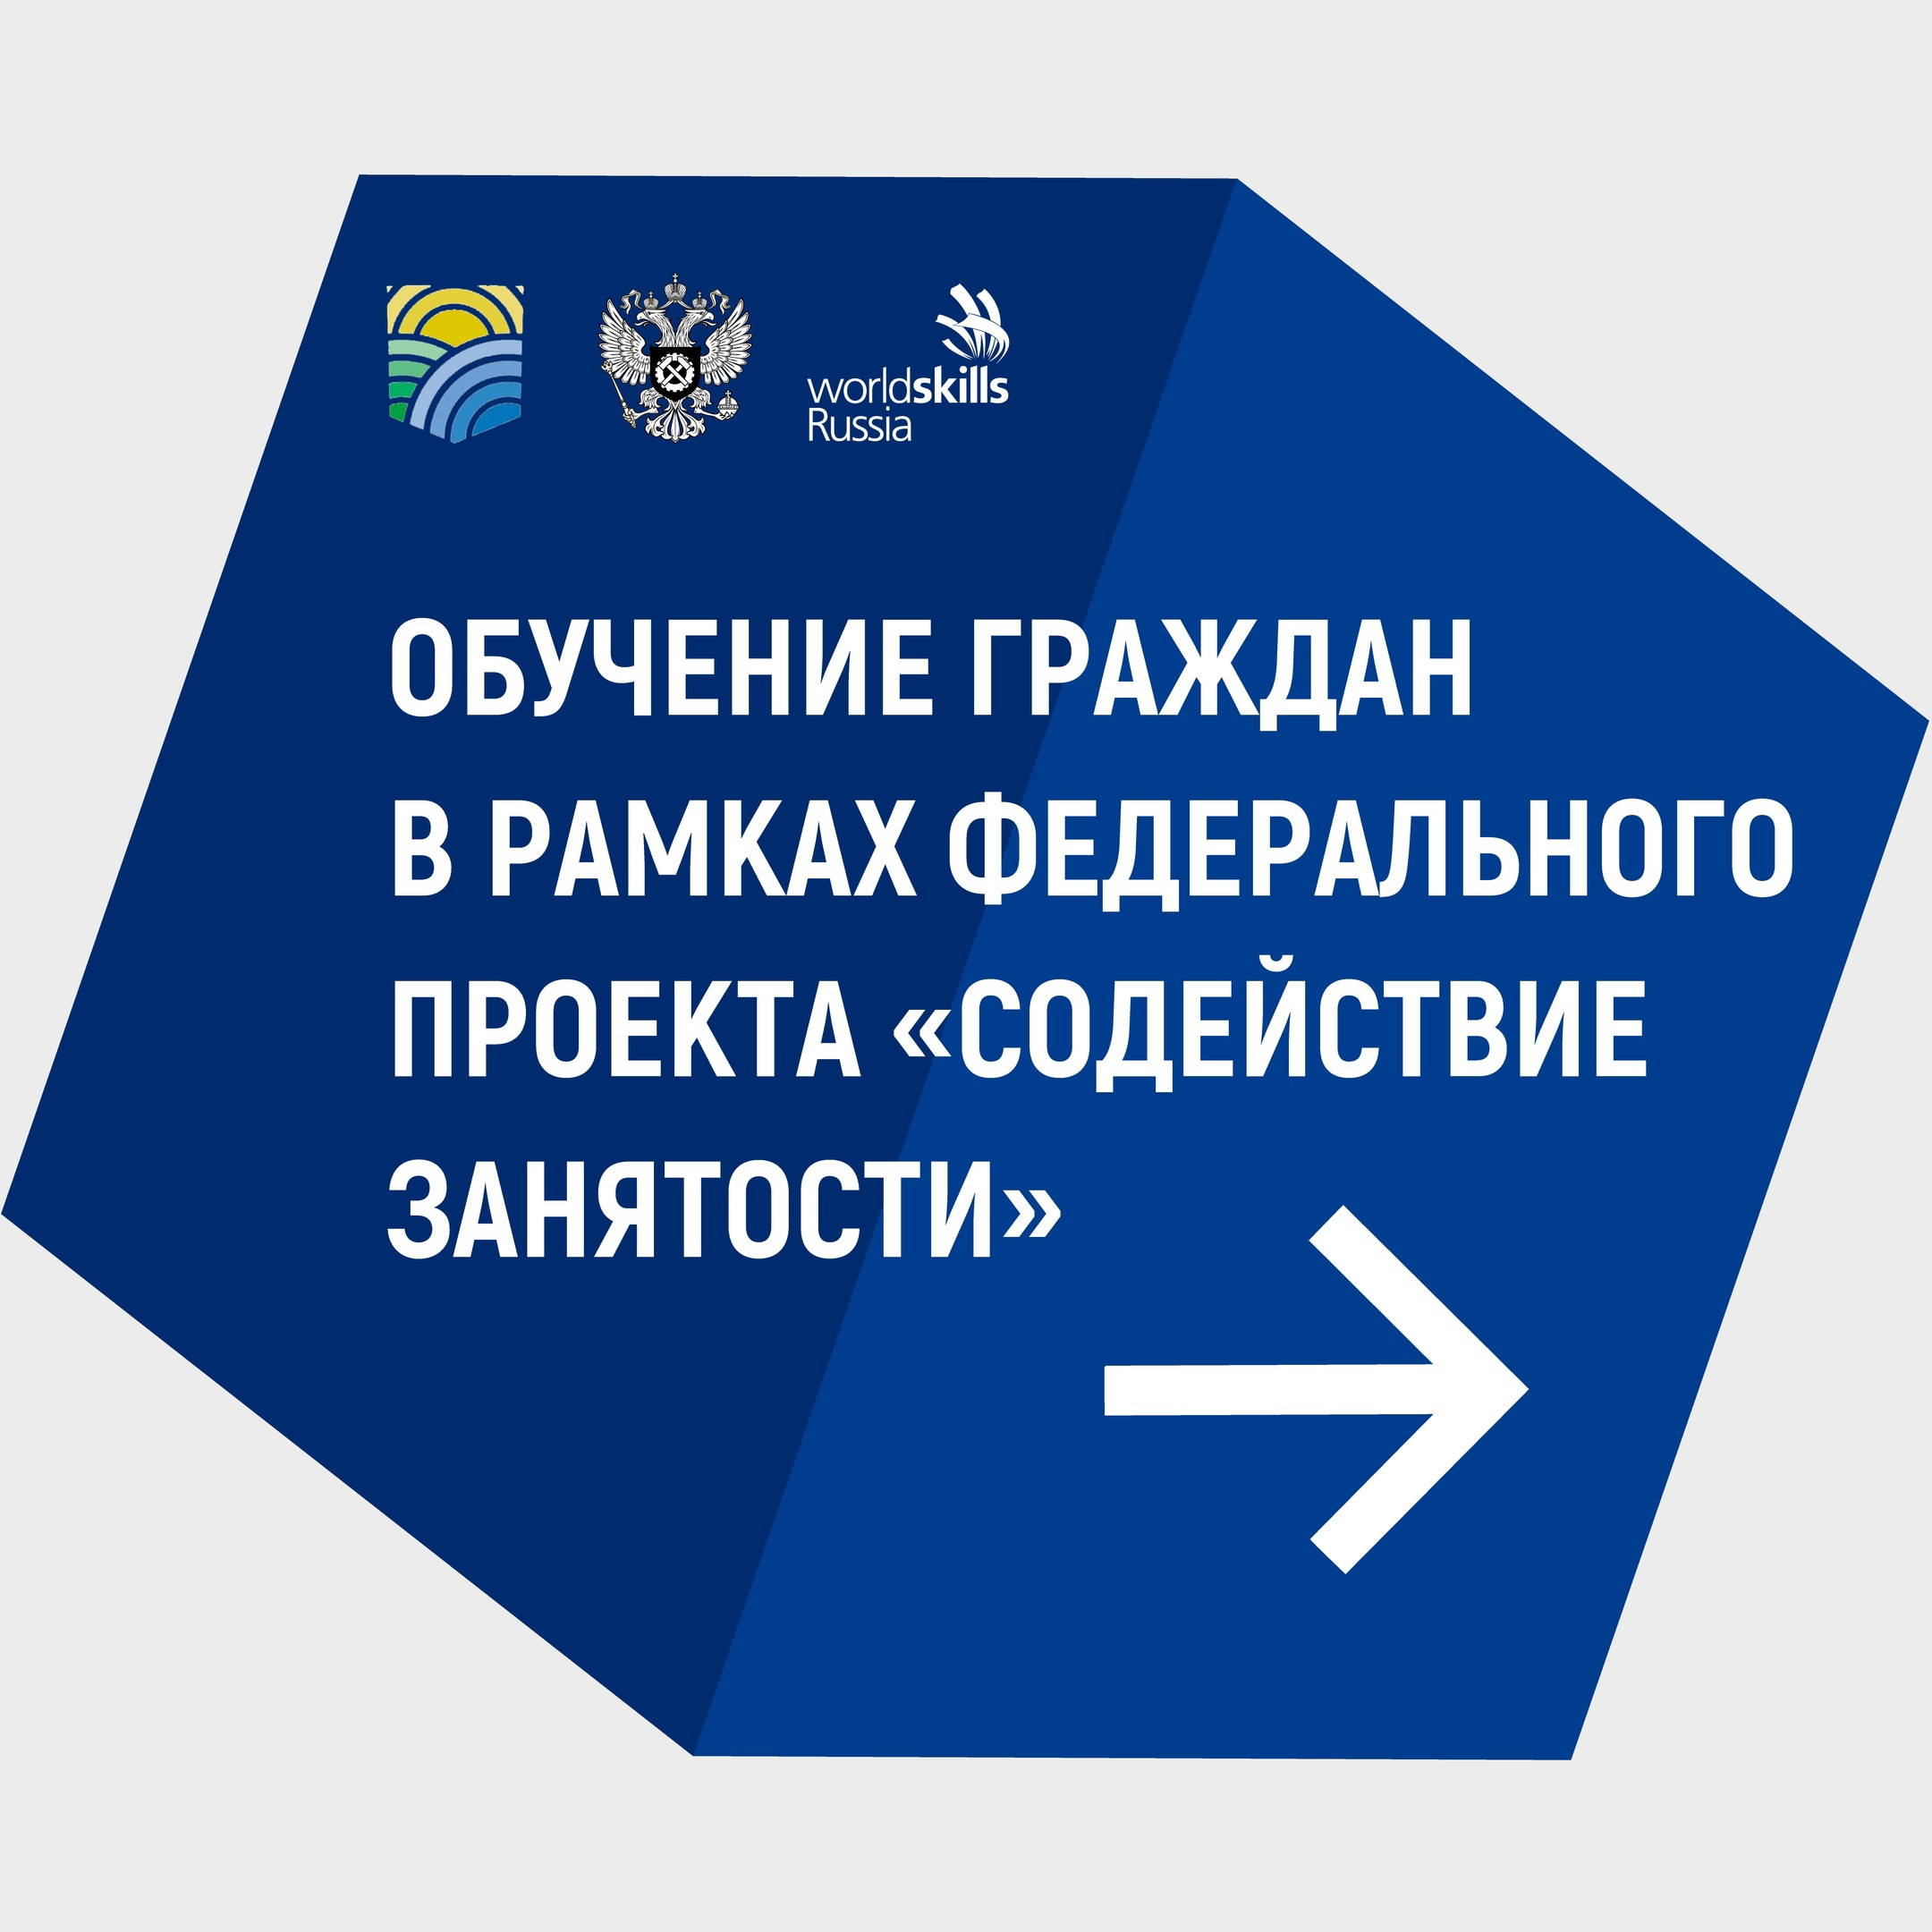 worldskills
Russia
ОБУЧЕНИЕ ГРАЖДАН
В РАМКАХ ФЕДЕРАЛЬНОГО
ПРОЕКТА «СОДЕЙСТВИЕ
ЗАНЯТОСТИ»